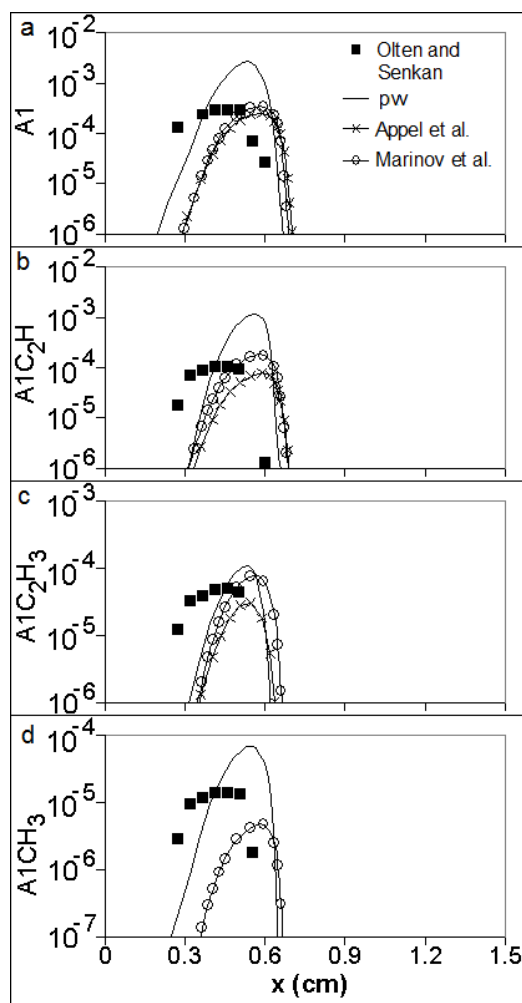 a
10⁻²
10⁻³
10⁻⁴
10⁻⁵
10⁻⁶
A1
Olten and
Senkan
pw
Appel et al.
Marinov et al.
b
10⁻²
10⁻³
10⁻⁴
10⁻⁵
10⁻⁶
A1C₂H
c
10⁻³
10⁻⁴
10⁻⁵
10⁻⁶
A1C₂H₃
d
10⁻⁴
10⁻⁵
10⁻⁶
10⁻⁷
A1CH₃
0 0.3 0.6 0.9 1.2 1.5
x (cm)